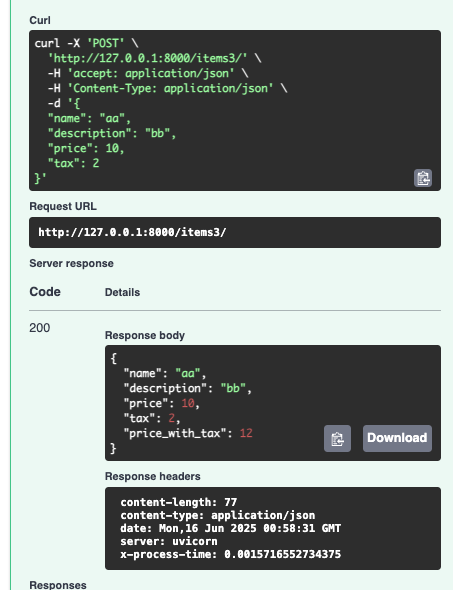 Curl
curl -X 'POST' \
  'http://127.0.0.1:8000/items3/' \
  -H 'accept: application/json' \
  -H 'Content-Type: application/json' \
  -d '{
  "name": "aa",
  "description": "bb",
  "price": 10,
  "tax": 2
}'
Request URL
http://127.0.0.1:8000/items3/
Server response
Code Details
200
Response body
{
  "name": "aa",
  "description": "bb",
  "price": 10,
  "tax": 2,
  "price_with_tax": 12
}
Download
Response headers
content-length: 77
content-type: application/json
date: Mon,16 Jun 2025 00:58:31 GMT
server: uvicorn
x-process-time: 0.0015716552734375
Responses